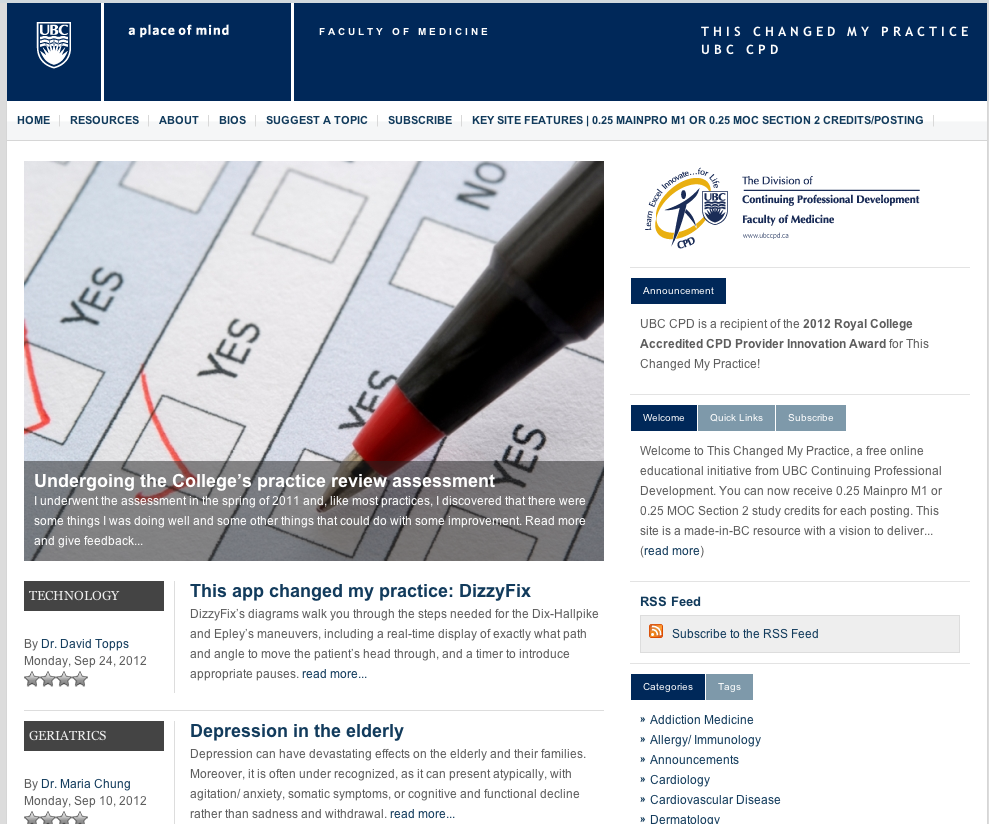 UBC
a place of mind
FACULTY OF MEDICINE
THIS CHANGED MY PRACTICE
UBC CPD
HOME
RESOURCES
ABOUT
BIOS
SUGGEST A TOPIC
SUBSCRIBE
KEY SITE FEATURES | 0.25 MAINPRO M1 OR 0.25 MOC SECTION 2 CREDITS/POSTING
NO
YES
YES
YES
YES
Undergoing the College's practice review assessment
I underwent the assessment in the spring of 2011 and, like most practices, I discovered that there were
some things I was doing well and some other things that could do with some improvement. Read more
and give feedback...
TECHNOLOGY
By Dr. David Topps
Monday, Sep 24, 2012
This app changed my practice: DizzyFix
DizzyFix's diagrams walk you through the steps needed for the Dix-Hallpike
and Epley's maneuvers, including a real-time display of exactly what path
and angle to move the patient's head through, and a timer to introduce
appropriate pauses. read more...
GERIATRICS
By Dr. Maria Chung
Monday, Sep 10, 2012
Depression in the elderly
Depression can have devastating effects on the elderly and their families.
Moreover, it is often under recognized, as it can present atypically, with
agitation/ anxiety, somatic symptoms, or cognitive and functional decline
rather than sadness and withdrawal. read more...
Learn Excel Innovate...for Life
UBC
CPD
The Division of
Continuing Professional Development
Faculty of Medicine
www.ubccpd.ca
Announcement
UBC CPD is a recipient of the 2012 Royal College
Accredited CPD Provider Innovation Award for This
Changed My Practice!
Welcome
Quick Links
Subscribe
Welcome to This Changed My Practice, a free online
educational initiative from UBC Continuing Professional
Development. You can now receive 0.25 Mainpro M1 or
0.25 MOC Section 2 study credits for each posting. This
site is a made-in-BC resource with a vision to deliver...
(read more)
RSS Feed
Subscribe to the RSS Feed
Categories
Tags
» Addiction Medicine
» Allergy/ Immunology
» Announcements
» Cardiology
» Cardiovascular Disease
» Dermatology